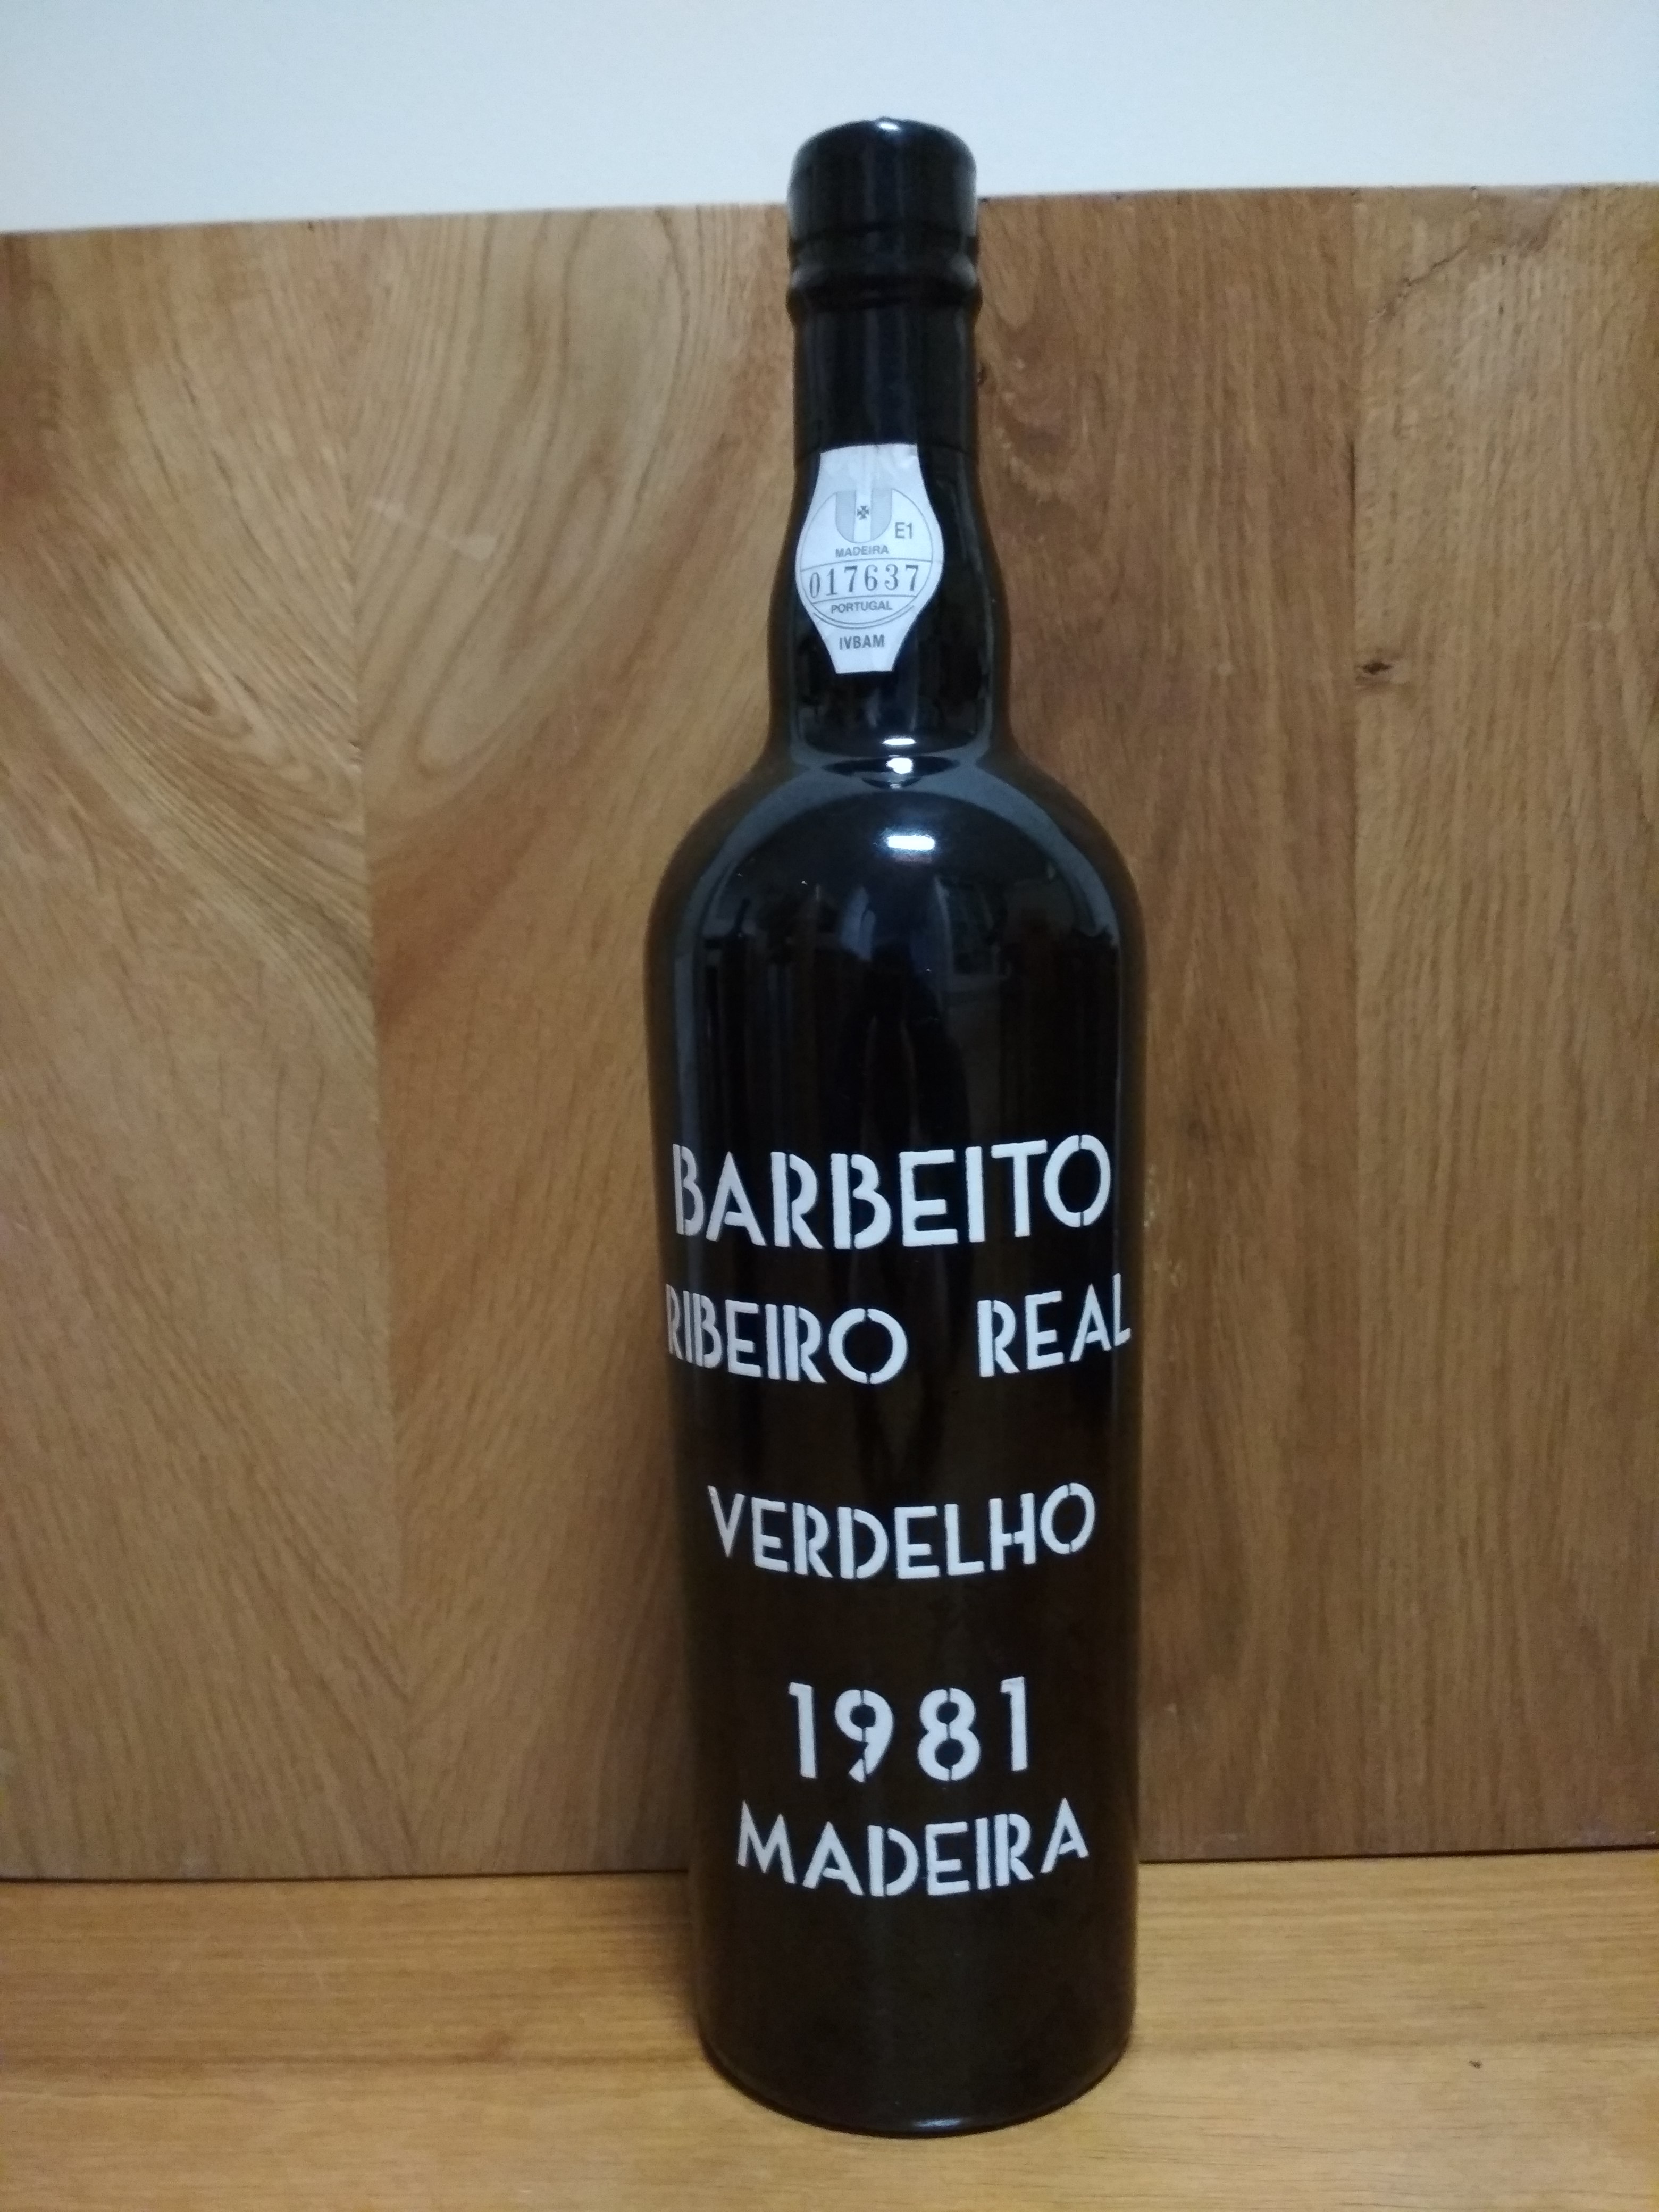 E1
MADEIRA
017637
PORTUGAL
IVBAM
BARBEITO
RIBEIRO REAL
VERDELHO
1981
MADEIRA